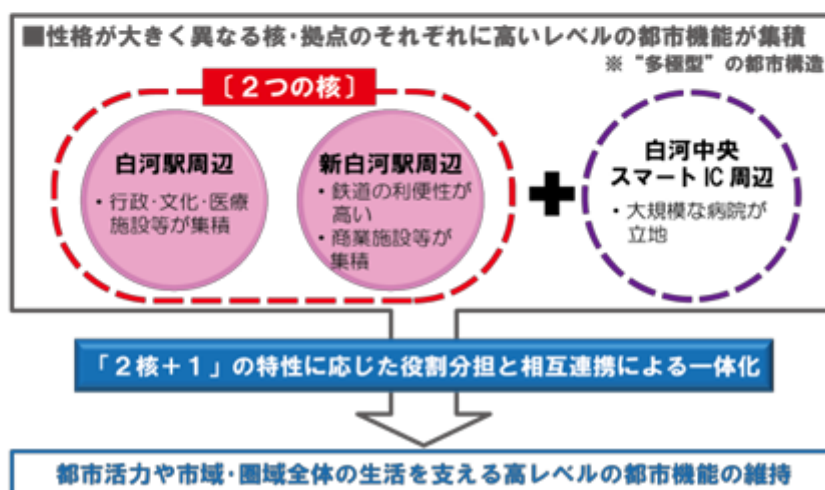 ■性格が大きく異なる核・拠点のそれぞれに高いレベルの都市機能が集積
※“多極型”の都市構造
〔２つの核〕
白河駅周辺
・行政・文化・医療
施設等が集積
新白河駅周辺
・鉄道の利便性が
高い
・商業施設等が
集積
＋
白河中央
スマートIC周辺
・大規模な病院が
立地
「２核＋１」の特性に応じた役割分担と相互連携による一体化
都市活力や市域・圏域全体の生活を支える高レベルの都市機能の維持